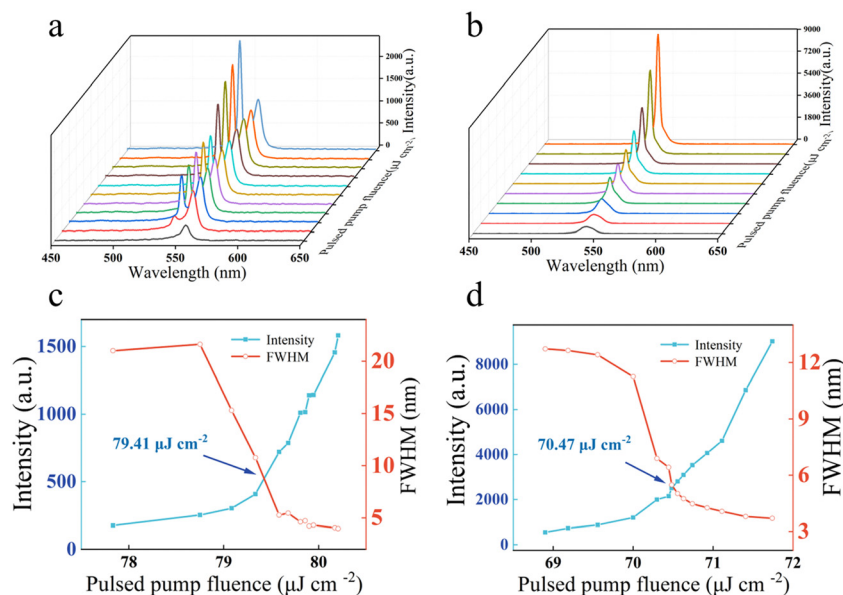 a
2000
1500
1000
500
0
Pulsed pump fluence(μJ cm-2, Intensity(a.u.)
450 500 550 600 650
Wavelength (nm)
b
9000
7200
5400
3600
1800
0
Pulsed pump fluence(μJ cm-2, Intensity(a.u.)
450 500 550 600 650
Wavelength (nm)
c
Intensity (a.u.)
1500
1000
500
0
Intensity
FWHM
79.41 μJ cm-2
20
15
10
5
FWHM (nm)
78 79 80
Pulsed pump fluence (μJ cm -2)
d
Intensity (a.u.)
8000
6000
4000
2000
0
Intensity
FWHM
70.47 μJ cm-2
12
9
6
3
FWHM (nm)
69 70 71 72
Pulsed pump fluence (μJ cm -2)